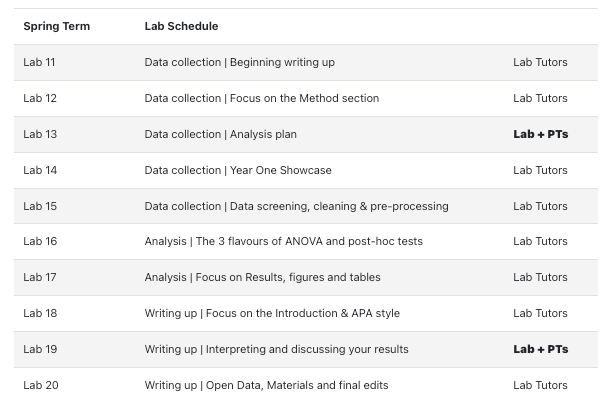 Spring Term Lab Schedule
Lab 11 Data collection | Beginning writing up Lab Tutors
Lab 12 Data collection | Focus on the Method section Lab Tutors
Lab 13 Data collection | Analysis plan Lab + PTs
Lab 14 Data collection | Year One Showcase Lab Tutors
Lab 15 Data collection | Data screening, cleaning & pre-processing Lab Tutors
Lab 16 Analysis | The 3 flavours of ANOVA and post-hoc tests Lab Tutors
Lab 17 Analysis | Focus on Results, figures and tables Lab Tutors
Lab 18 Writing up | Focus on the Introduction & APA style Lab Tutors
Lab 19 Writing up | Interpreting and discussing your results Lab + PTs
Lab 20 Writing up | Open Data, Materials and final edits Lab Tutors